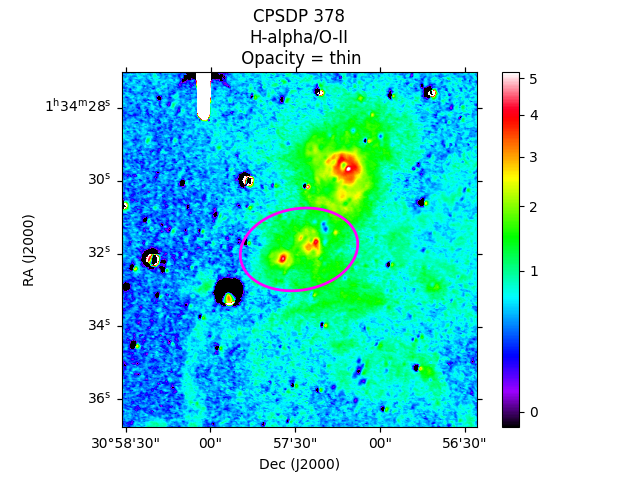 CPSDP 378
H-alpha/O-II
Opacity = thin
1ʰ34ᵐ28ˢ
30ˢ
32ˢ
34ˢ
36ˢ
RA (J2000)
30°58'30" 00" 57'30" 00" 56'30"
Dec (J2000)
5
4
3
2
1
0